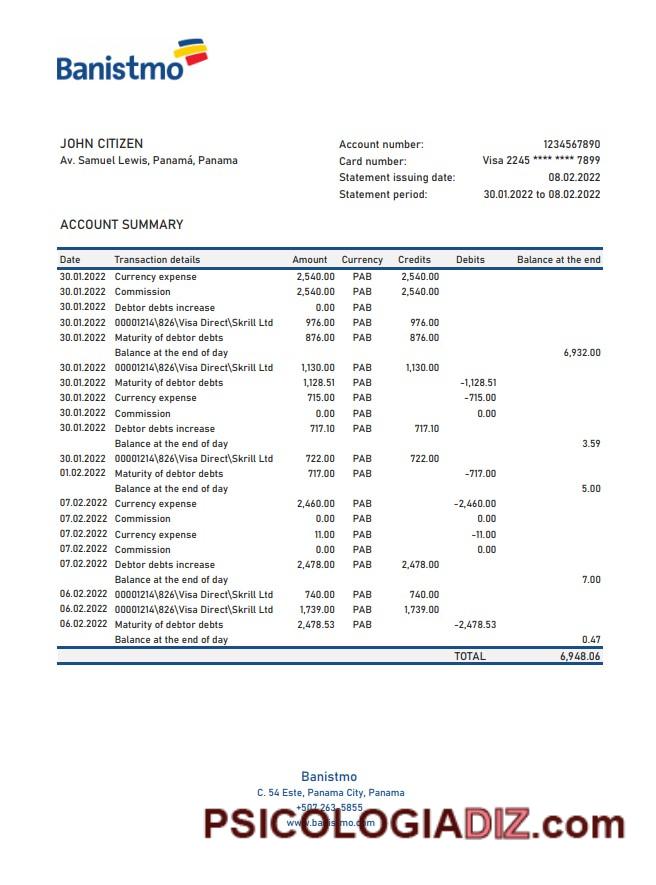 Banistmo
JOHN CITIZEN
Av. Samuel Lewis, Panamá, Panama
Account number: 1234567890
Card number: Visa 2245 **** **** 7899
Statement issuing date: 08.02.2022
Statement period: 30.01.2022 to 08.02.2022
ACCOUNT SUMMARY
Date Transaction details Amount Currency Credits Debits Balance at the end
30.01.2022 Currency expense 2,540.00 PAB 2,540.00
30.01.2022 Commission 2,540.00 PAB 2,540.00
30.01.2022 Debtor debts increase 0.00 PAB
30.01.2022 00001214\826\Visa Direct\Skrill Ltd 976.00 PAB 976.00
30.01.2022 Maturity of debtor debts 876.00 PAB 876.00
Balance at the end of day 6,932.00
30.01.2022 00001214\826\Visa Direct\Skrill Ltd 1,130.00 PAB 1,130.00
30.01.2022 Maturity of debtor debts 1,128.51 PAB -1,128.51
30.01.2022 Currency expense 715.00 PAB -715.00
30.01.2022 Commission 0.00 PAB 0.00
30.01.2022 Debtor debts increase 717.10 PAB 717.10
Balance at the end of day 3.59
30.01.2022 00001214\826\Visa Direct\Skrill Ltd 722.00 PAB 722.00
01.02.2022 Maturity of debtor debts 717.00 PAB -717.00
Balance at the end of day 5.00
07.02.2022 Currency expense 2,460.00 PAB -2,460.00
07.02.2022 Commission 0.00 PAB 0.00
07.02.2022 Currency expense 11.00 PAB -11.00
07.02.2022 Commission 0.00 PAB 0.00
07.02.2022 Debtor debts increase 2,478.00 PAB 2,478.00
Balance at the end of day 7.00
06.02.2022 00001214\826\Visa Direct\Skrill Ltd 740.00 PAB 740.00
06.02.2022 00001214\826\Visa Direct\Skrill Ltd 1,739.00 PAB 1,739.00
06.02.2022 Maturity of debtor debts 2,478.53 PAB -2,478.53
Balance at the end of day 0.47
TOTAL 6,948.06
Banistmo
C. 54 Este, Panama City, Panama
+507 263-5855
www.banistmo.com
PSICOLOGIADIZ.com